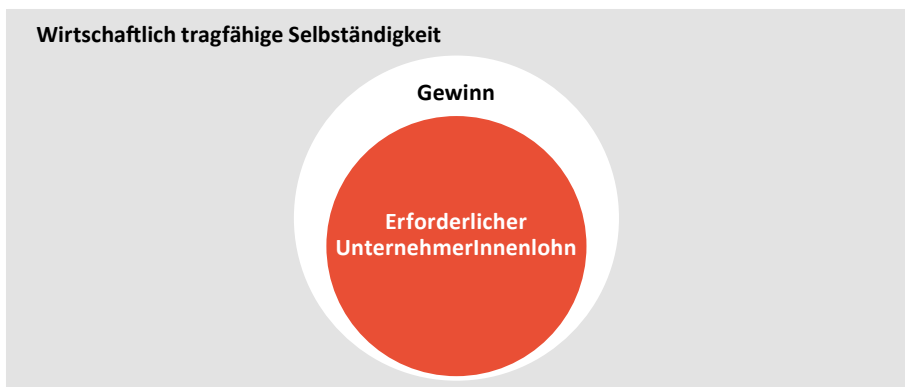 Wirtschaftlich tragfähige Selbständigkeit
Gewinn
Erforderlicher
UnternehmerInnenlohn